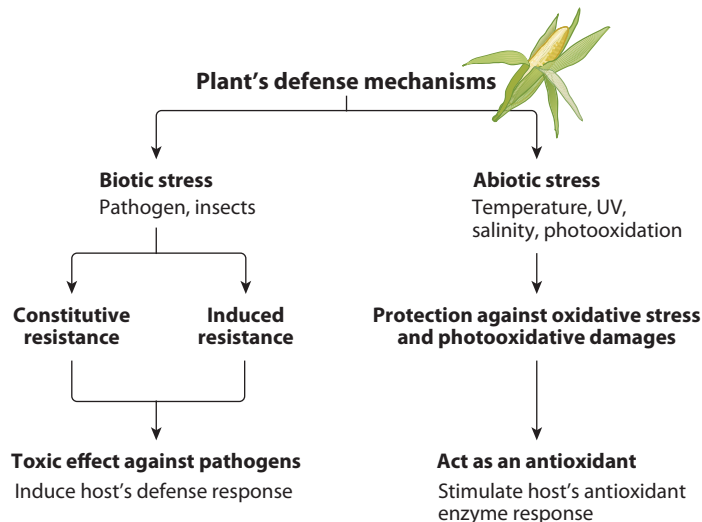 Plant's defense mechanisms
Biotic stress
Pathogen, insects
Abiotic stress
Temperature, UV,
salinity, photooxidation
Constitutive
resistance
Induced
resistance
Protection against oxidative stress
and photooxidative damages
Toxic effect against pathogens
Induce host's defense response
Act as an antioxidant
Stimulate host's antioxidant
enzyme response